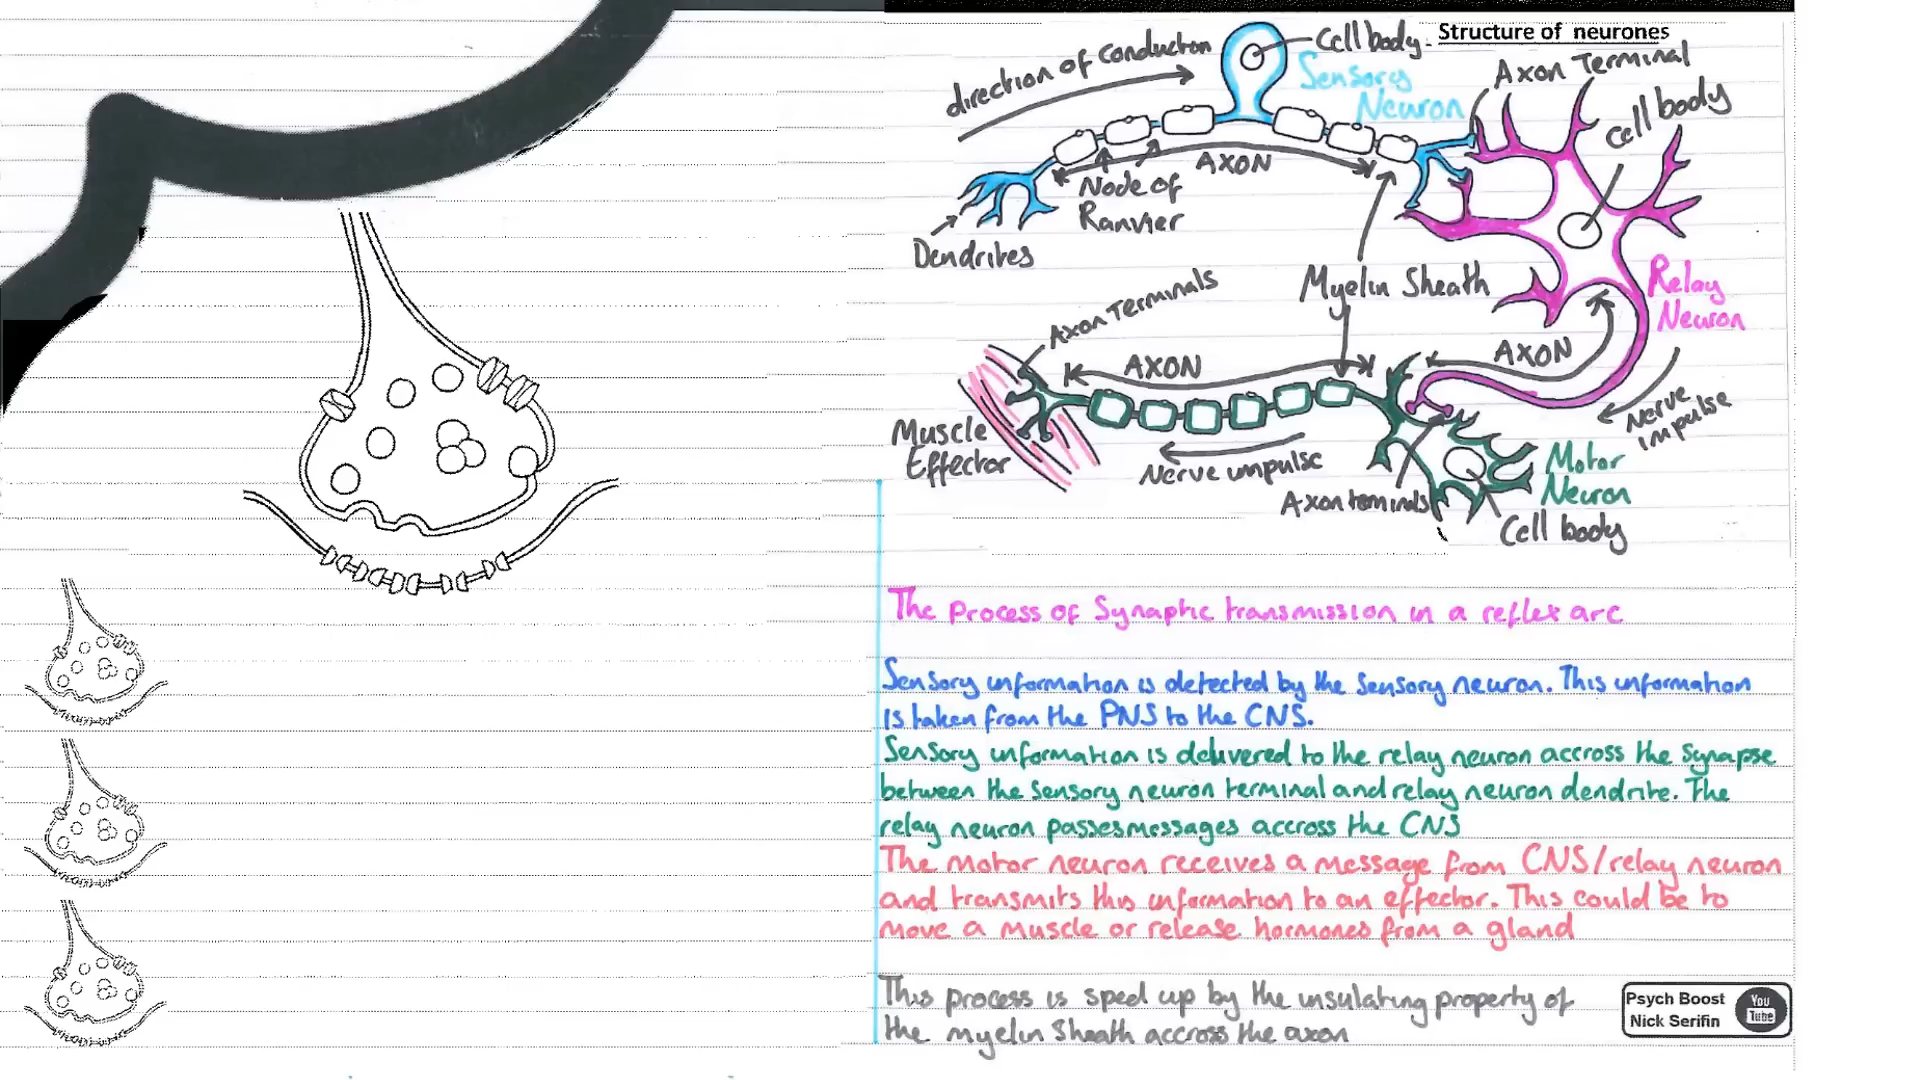 Structure of neurones
direction of conduction
Cell body
Sensory
Neuron
Axon Terminal
Cell body
AXON
Node of
Ranvier
Dendrites
Myelin Sheath
Relay
Neuron
Axon Terminals
AXON
AXON
Nerve
impulse
Muscle
Effector
Nerve impulse
Axon terminals
Motor
Neuron
Cell body
The process of Synaptic transmission in a reflex arc
Sensory information is detected by the sensory neuron. This information
is taken from the PNS to the CNS.
Sensory information is delivered to the relay neuron accross the synapse
between the sensory neuron terminal and relay neuron dendrite. The
relay neuron passes messages accross the CNS
The motor neuron receives a message from CNS/relay neuron
and transmits this information to an effector. This could be to
move a muscle or release hormones from a gland
This process is sped up by the insulating property of
the myelin sheath accross the axon
Psych Boost
Nick Serifin
You
Tube